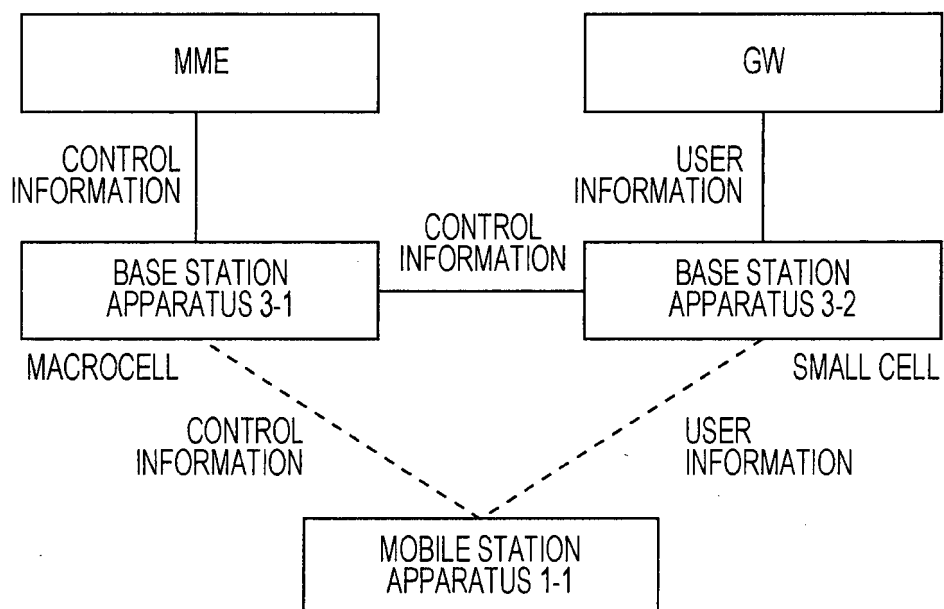 MME
GW
CONTROL
INFORMATION
USER
INFORMATION
CONTROL
INFORMATION
BASE STATION
APPARATUS 3-1
BASE STATION
APPARATUS 3-2
MACROCELL
SMALL CELL
CONTROL
INFORMATION
USER
INFORMATION
MOBILE STATION
APPARATUS 1-1